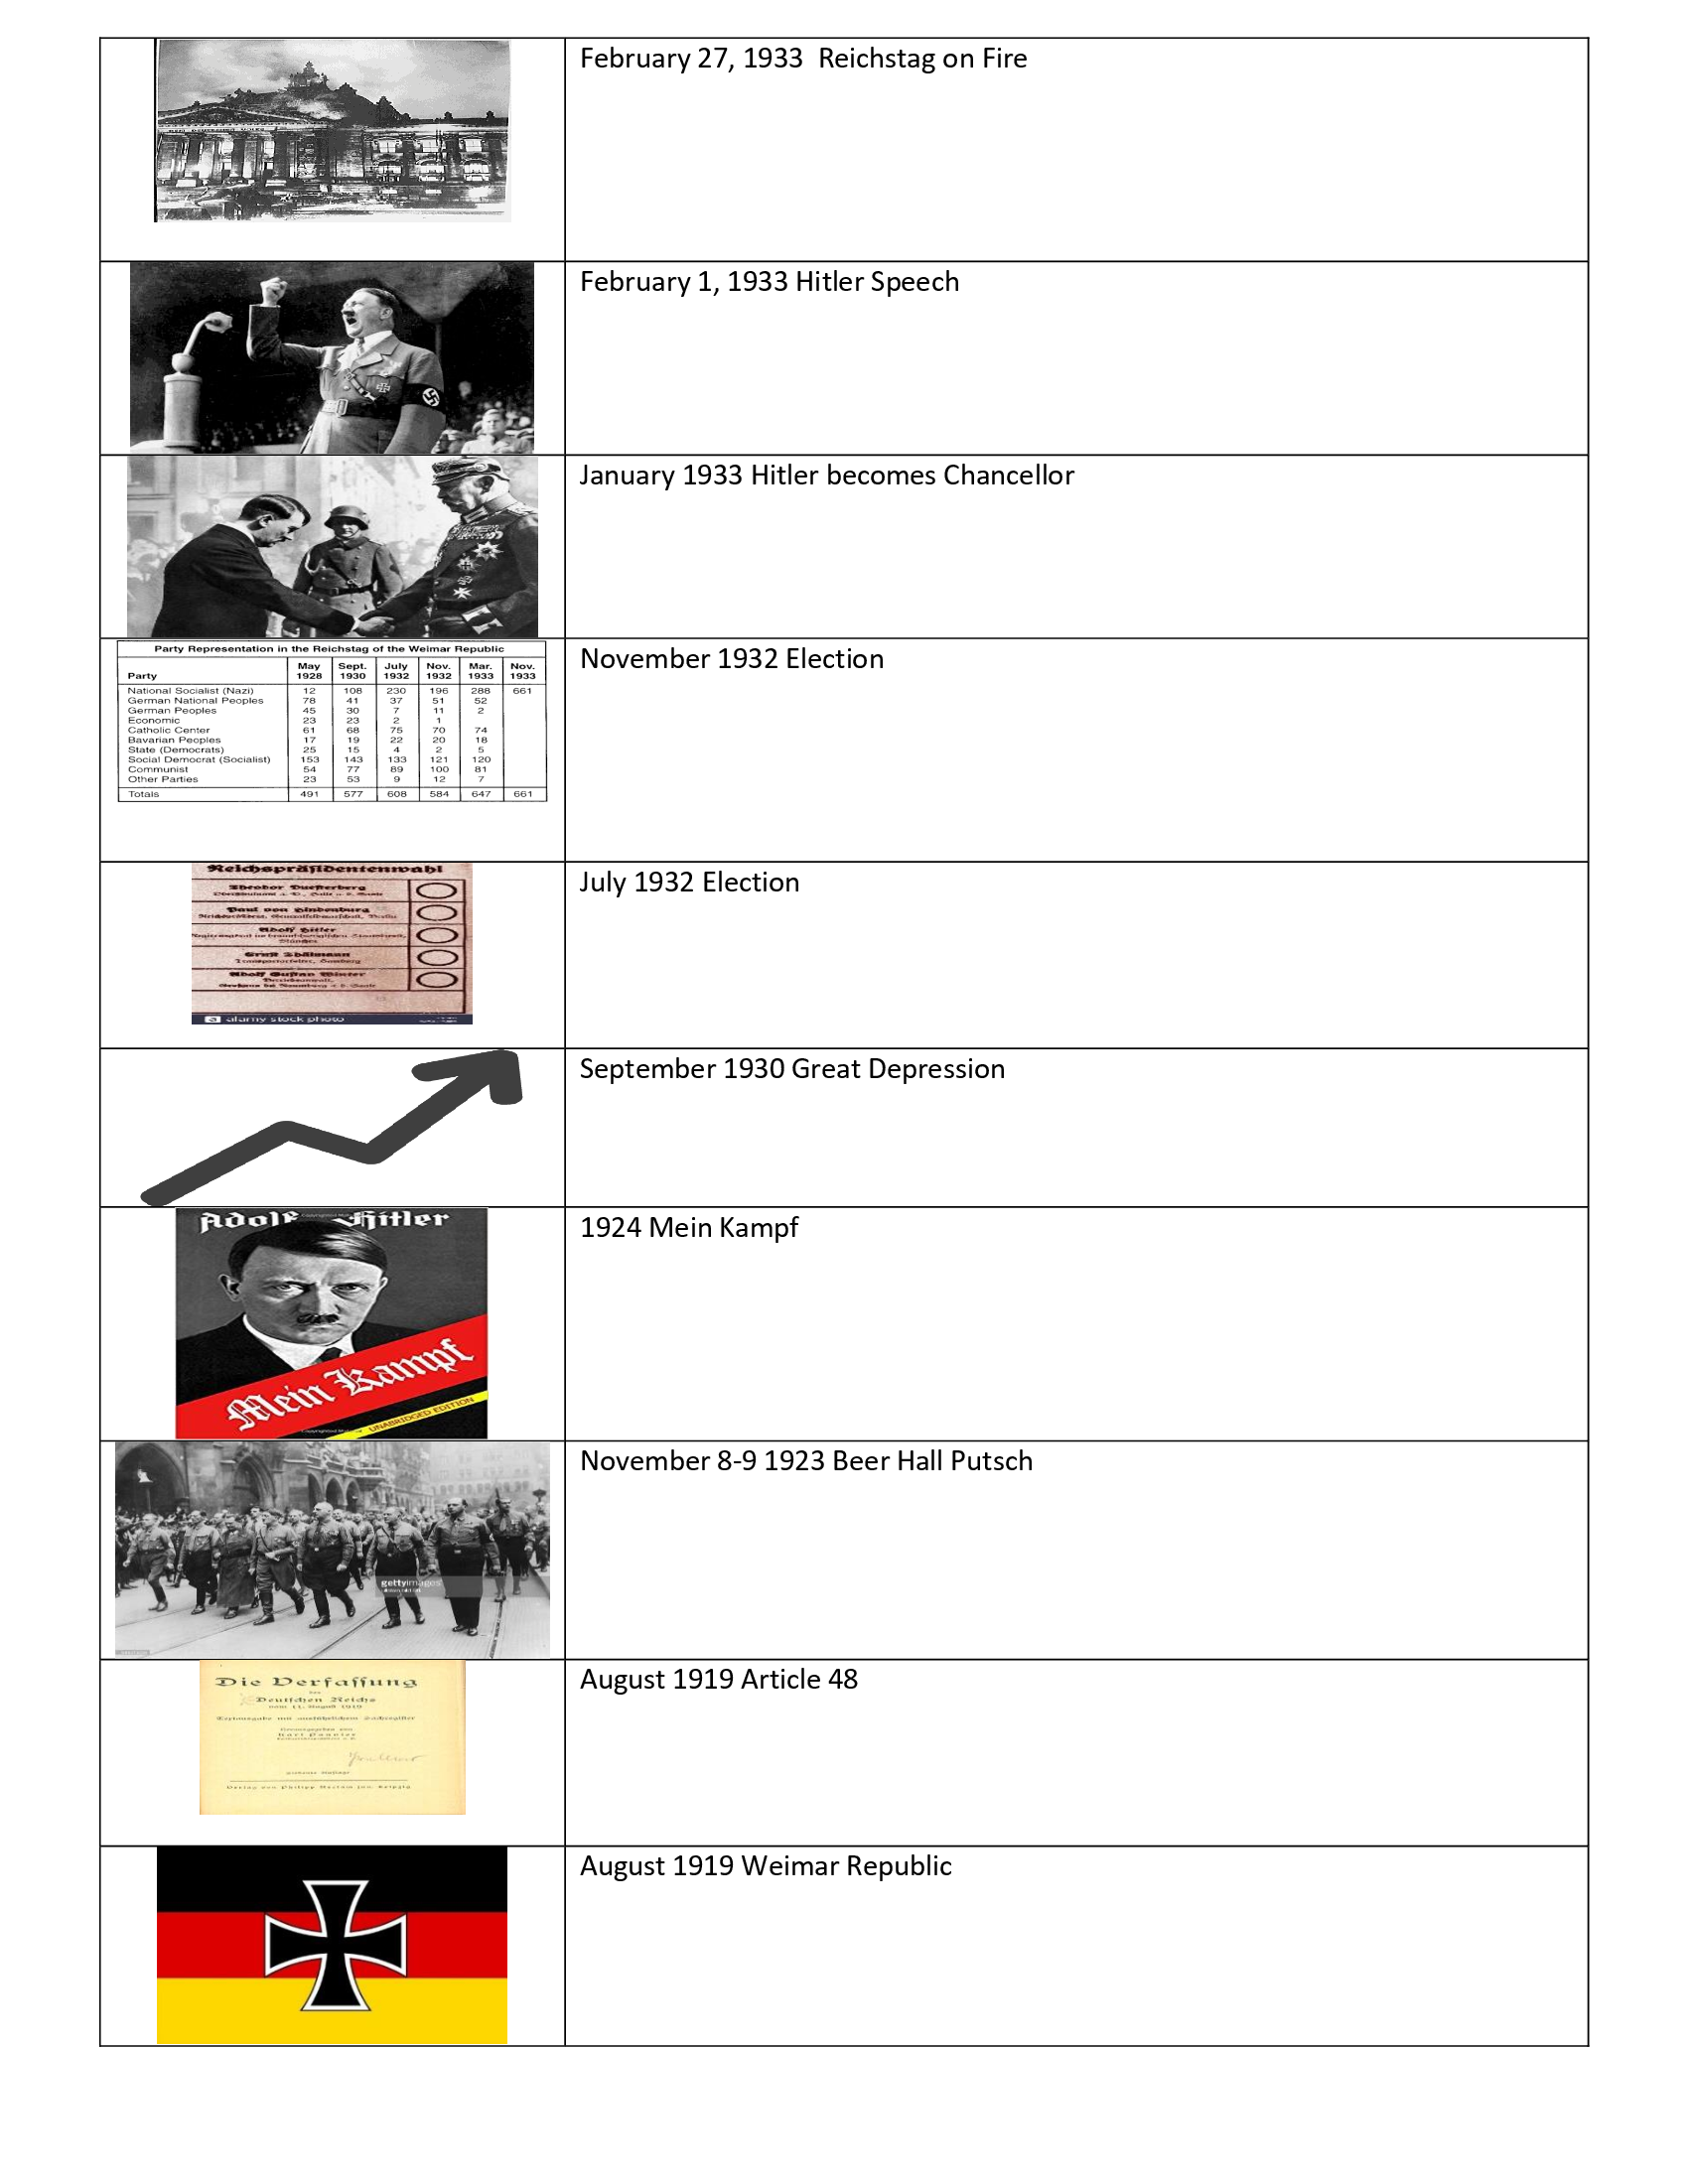 February 27, 1933  Reichstag on Fire
February 1, 1933 Hitler Speech
January 1933 Hitler becomes Chancellor
Party Representation in the Reichstag of the Weimar Republic
Party May 1928 Sept. 1930 July 1932 Nov. 1932 Mar. 1933 Nov. 1933
National Socialist (Nazi) 12 108 230 196 288 661
German National Peoples 78 41 37 51 52
German Peoples 45 30 7 11 2
Economic 23 23 2 1
Catholic Center 61 68 75 70 74
Bavarian Peoples 17 19 22 20 18
State (Democrats) 25 15 4 2 5
Social Democrat (Socialist) 153 143 133 121 120
Communist 54 77 89 100 81
Other Parties 23 53 9 12 7
Totals 491 577 608 584 647 661
November 1932 Election
Reichspräsidentenwahl
Theodor Duesterberg
Paul von Hindenburg
Adolf Hitler
Ernst Thälmann
Adolf Gustav Winter
a alamy stock photo
July 1932 Election
September 1930 Great Depression
Adolf Hitler
Mein Kampf
UNABRIDGED EDITION
1924 Mein Kampf
gettyimages
November 8-9 1923 Beer Hall Putsch
Die Verfassung
des
Deutschen Reichs
vom 11. August 1919
August 1919 Article 48
August 1919 Weimar Republic